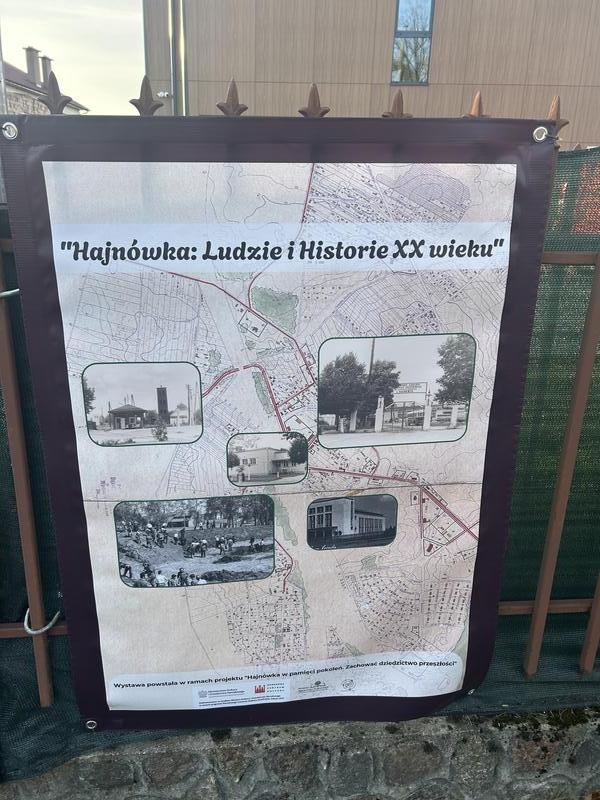 "Hajnówka: Ludzie i Historie XX wieku"
Wystawa powstała w ramach projektu "Hajnówka w pamięci pokoleń. Zachować dziedzictwo przeszłości"